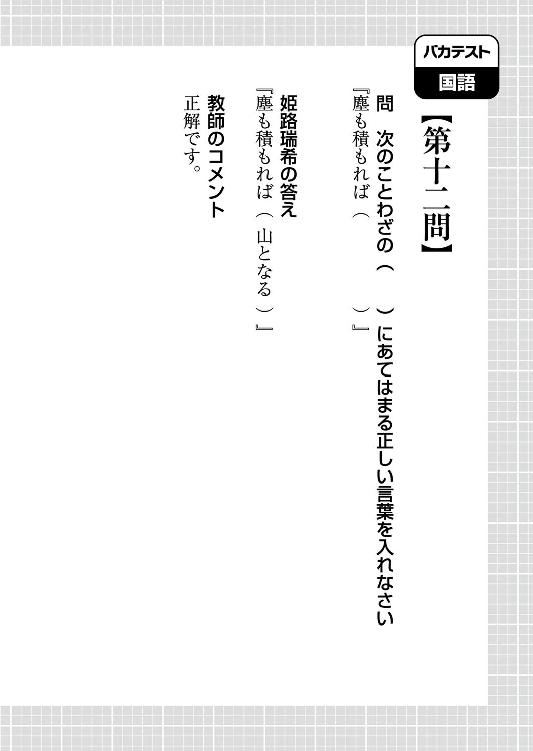 バカテスト
国語
【第十二問】
問　次のことわざの（　　）にあてはまる正しい言葉を入れなさい
『塵も積もれば（　　）』
姫路瑞希の答え
『塵も積もれば（山となる）』
教師のコメント
正解です。